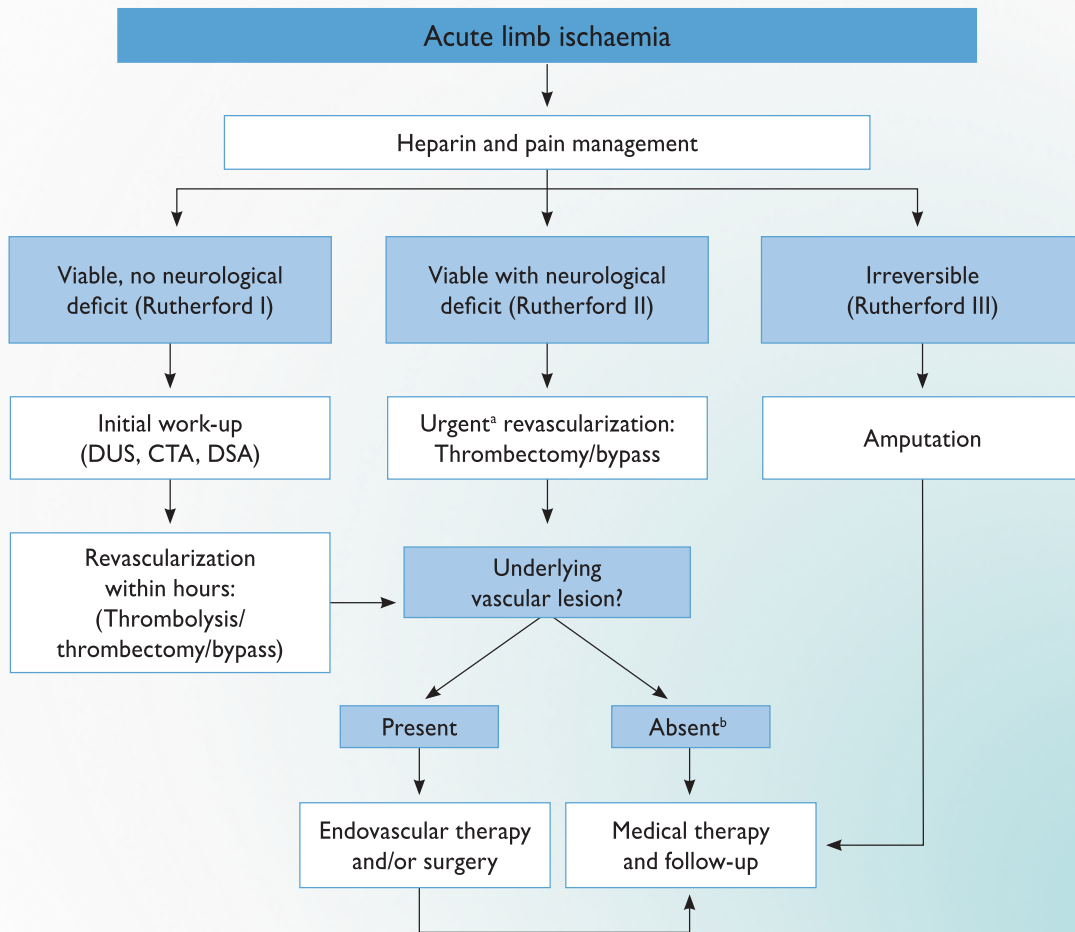 Acute limb ischaemia
Heparin and pain management
Viable, no neurological
deficit (Rutherford I)
Viable with neurological
deficit (Rutherford II)
Irreversible
(Rutherford III)
Initial work-up
(DUS, CTA, DSA)
Urgentᵃ revascularization:
Thrombectomy/bypass
Amputation
Revascularization
within hours:
(Thrombolysis/
thrombectomy/bypass)
Underlying
vascular lesion?
Present
Absentᵇ
Endovascular therapy
and/or surgery
Medical therapy
and follow-up